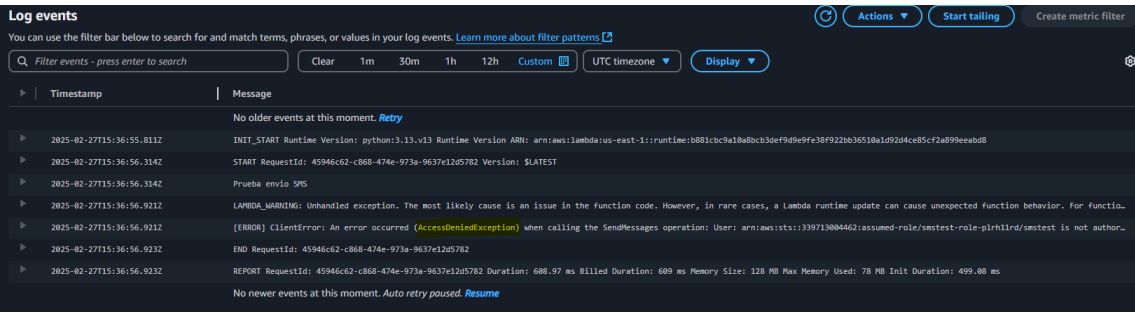 Log events
Actions ▼ Start tailing Create metric filter
You can use the filter bar below to search for and match terms, phrases, or values in your log events. Learn more about filter patterns
Filter events - press enter to search Clear 1m 30m 1h 12h Custom UTC timezone ▼ Display ▼
Timestamp Message
No older events at this moment. Retry
2025-02-27T15:36:55.811Z INIT_START Runtime Version: python:3.13.v13 Runtime Version ARN: arn:aws:lambda:us-east-1::runtime:b881cbc9a10a8bcb3def9d9e9fe38f922bb36510a1d92d4ce85cf2a899eeabd8
2025-02-27T15:36:56.314Z START RequestId: 45946c62-c868-474e-973a-9637e12d5782 Version: $LATEST
2025-02-27T15:36:56.314Z Prueba envio SMS
2025-02-27T15:36:56.921Z LAMBDA_WARNING: Unhandled exception. The most likely cause is an issue in the function code. However, in rare cases, a Lambda runtime update can cause unexpected function behavior. For functio…
2025-02-27T15:36:56.921Z [ERROR] ClientError: An error occurred (AccessDeniedException) when calling the SendMessages operation: User: arn:aws:sts::339713004462:assumed-role/smstest-role-plrh11rd/smstest is not author…
2025-02-27T15:36:56.923Z END RequestId: 45946c62-c868-474e-973a-9637e12d5782
2025-02-27T15:36:56.923Z REPORT RequestId: 45946c62-c868-474e-973a-9637e12d5782 Duration: 608.97 ms Billed Duration: 609 ms Memory Size: 128 MB Max Memory Used: 78 MB Init Duration: 499.08 ms
No newer events at this moment. Auto retry paused. Resume